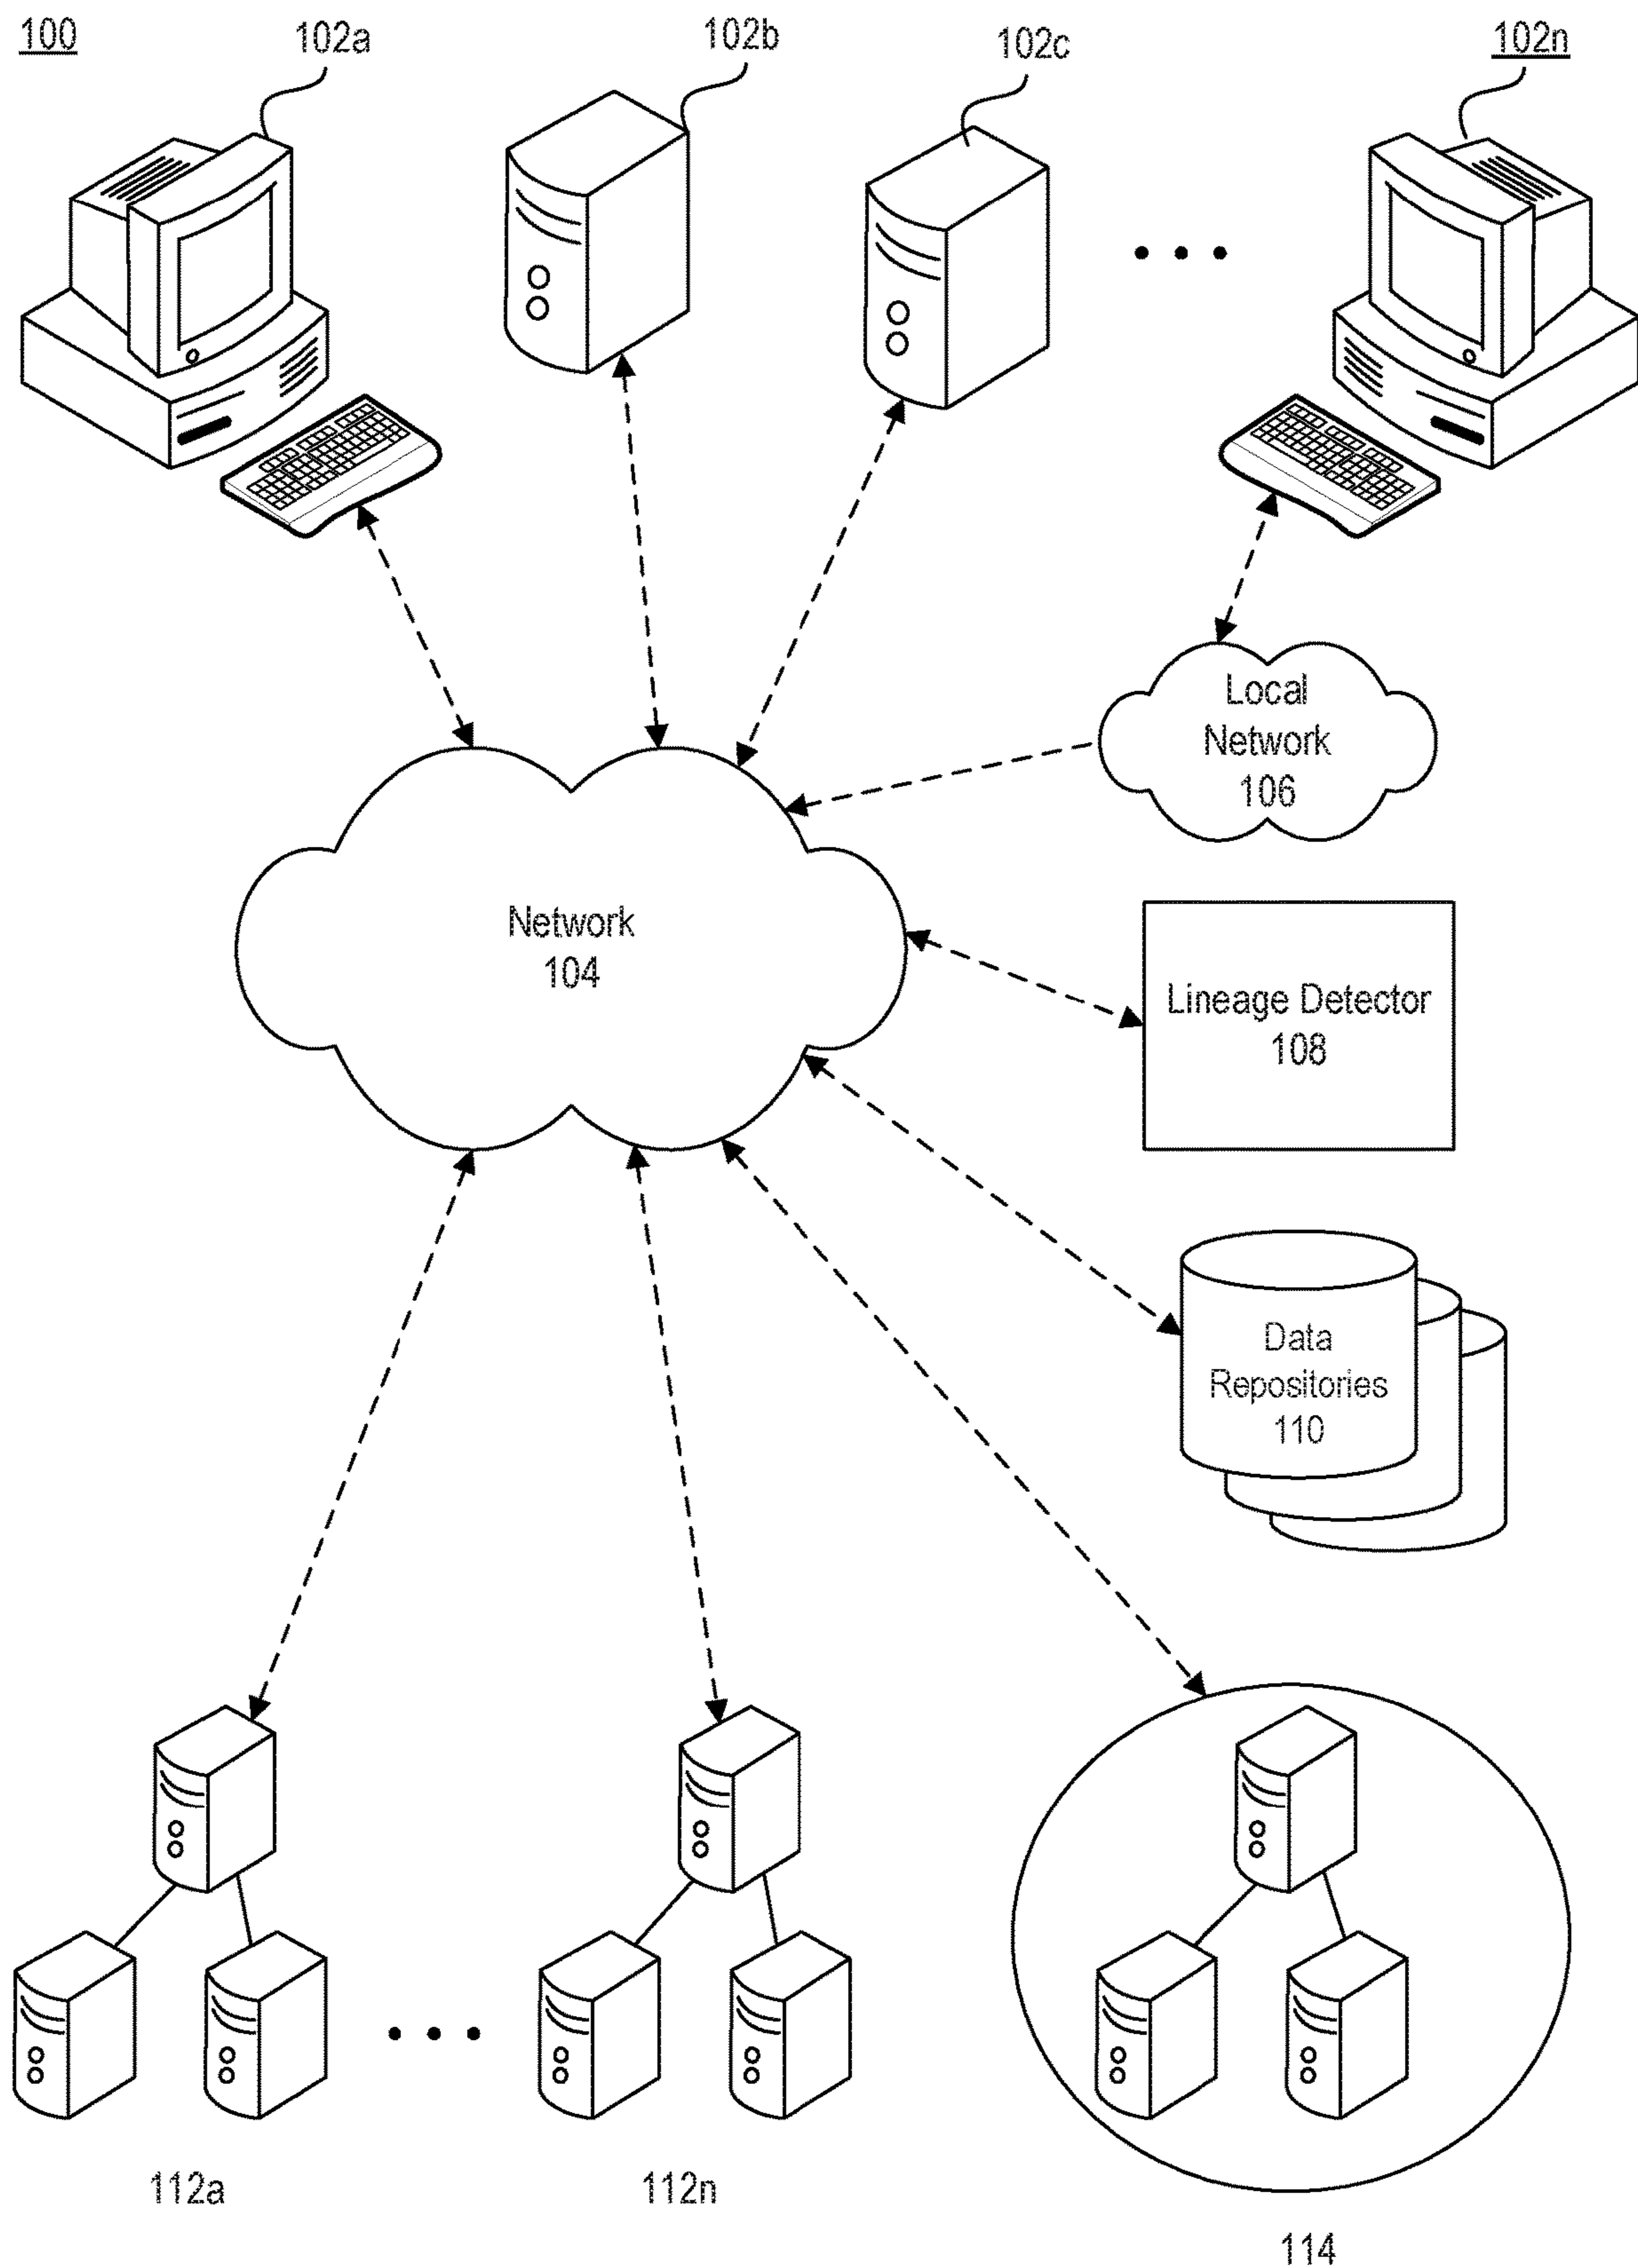 100
102a
102b
102c
102n
Local
Network
106
Network
104
Lineage Detector
108
Data
Repositories
110
112a
112n
114